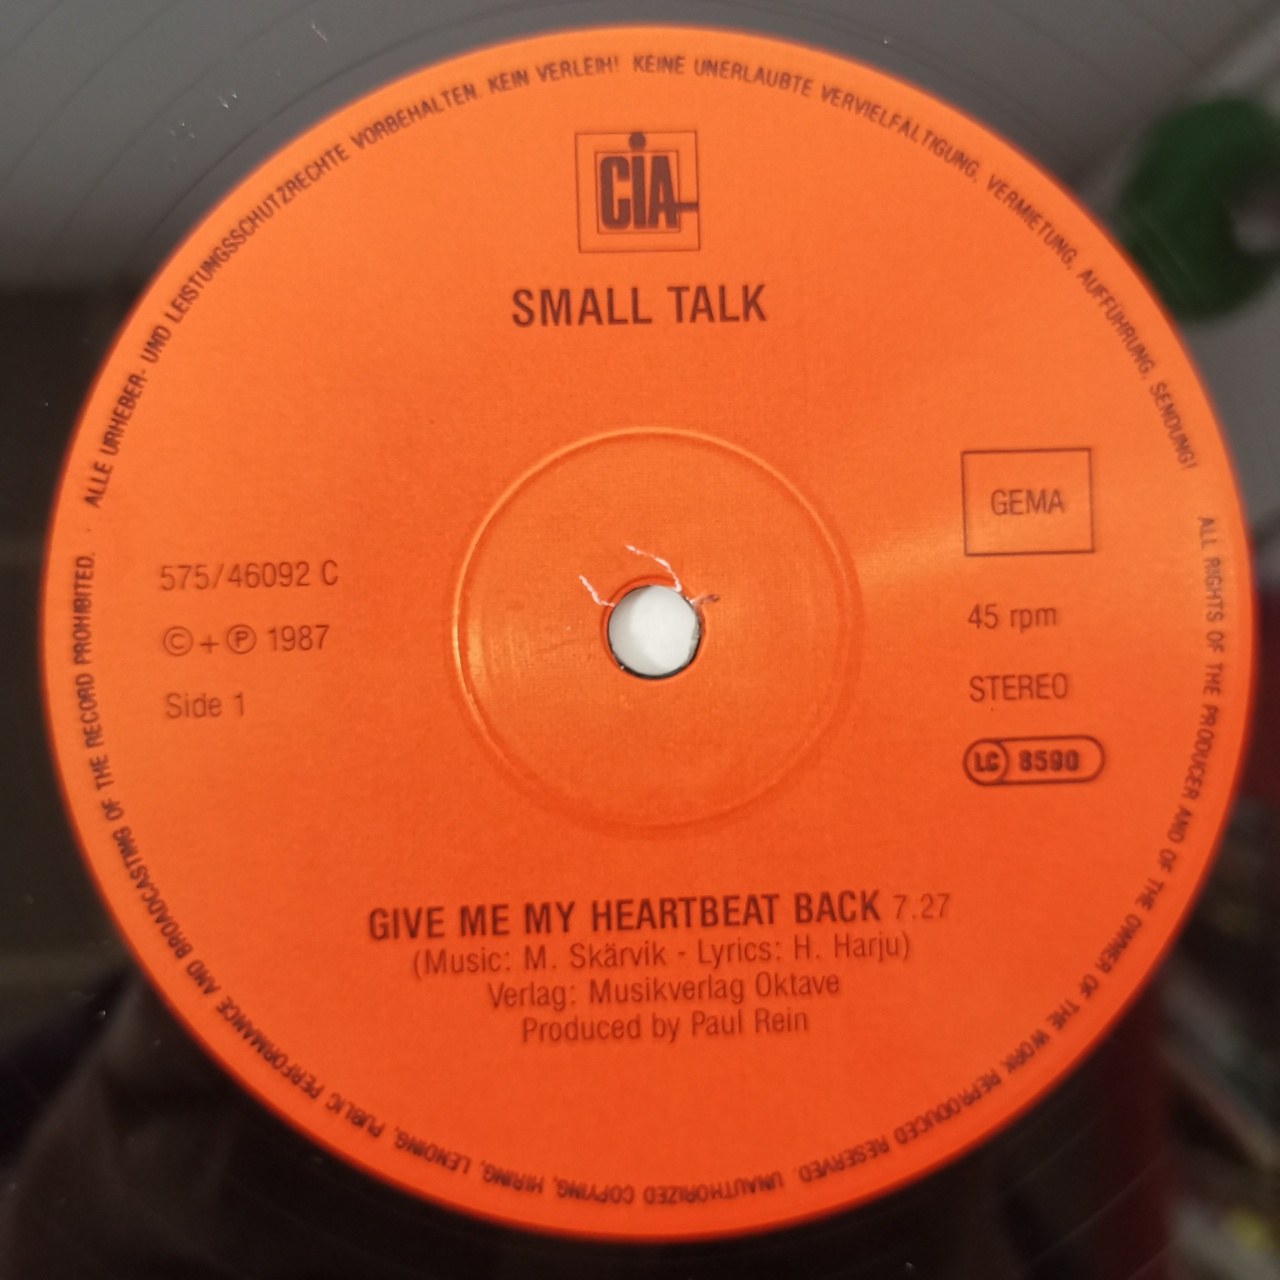 ALLE URHEBER- UND LEISTUNGSSCHUTZRECHTE VORBEHALTEN. KEIN VERLEIH! KEINE UNERLAUBTE VERVIELFÄLTIGUNG, VERMIETUNG, AUFFÜHRUNG, SENDUNG!
ALL RIGHTS OF THE PRODUCER AND OF THE OWNER OF THE WORK REPRODUCED RESERVED. UNAUTHORIZED COPYING, HIRING, LENDING, PUBLIC PERFORMANCE AND BROADCASTING OF THE RECORD PROHIBITED.
CIA
SMALL TALK
GEMA
575/46092 C
© + ℗ 1987
Side 1
45 rpm
STEREO
LC 8590
GIVE ME MY HEARTBEAT BACK 7.27
(Music: M. Skärvik - Lyrics: H. Harju)
Verlag: Musikverlag Oktave
Produced by Paul Rein